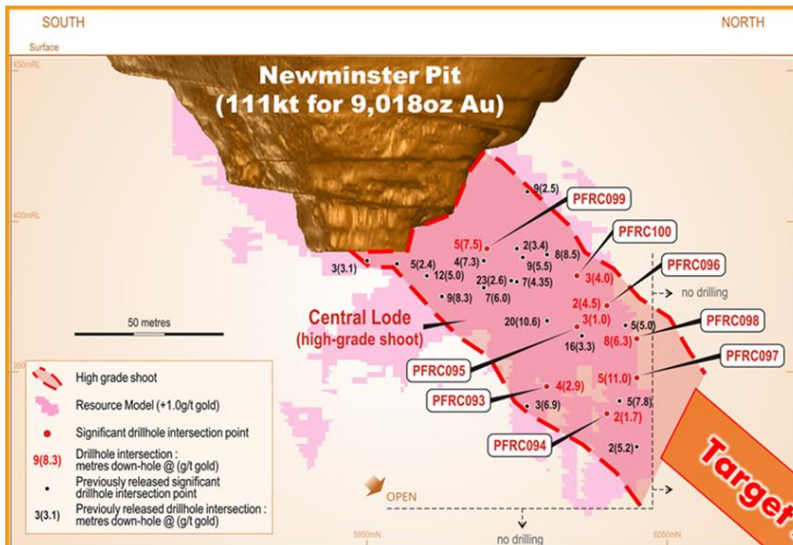 SOUTH
NORTH
Surface
450mRL
Newminster Pit
(111kt for 9,018oz Au)
9(2.5)
PFRC099
400mRL
PFRC100
5(7.5)
2(3.4)
8(8.5)
PFRC096
3(3.1)
5(2.4)
4(7.3)
9(5.5)
3(4.0)
12(5.0)
23(2.6)
7(4.35)
no drilling
9(8.3)
7(6.0)
2(4.5)
PFRC098
Central Lode
(high-grade shoot)
20(10.6)
3(1.0)
5(5.0)
50 metres
16(3.3)
8(6.3)
PFRC097
PFRC095
High grade shoot
4(2.9)
5(11.0)
PFRC093
Resource Model (+1.0g/t gold)
3(6.9)
5(7.8)
2(1.7)
PFRC094
Significant drillhole intersection point
Target
9(8.3)
Drillhole intersection :
metres down-hole @ (g/t gold)
2(5.2)
Previously released significant
drillhole intersection point
OPEN
3(3.1)
Previously released drillhole intersection :
metres down-hole @ (g/t gold)
5950mN
6050mN
no drilling